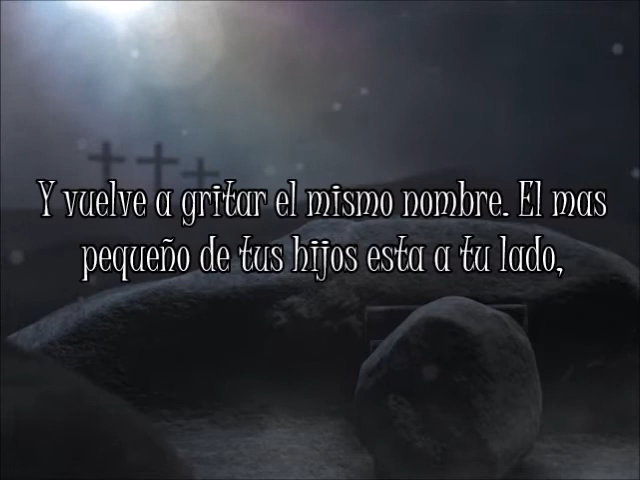 Y vuelve a gritar el mismo nombre. El mas
pequeño de tus hijos esta a tu lado,